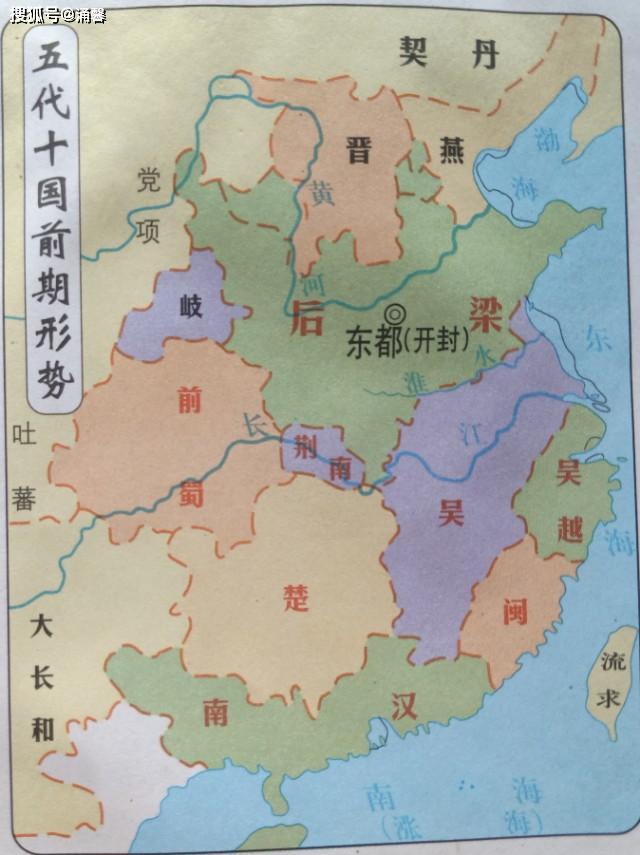 搜狐号@涌馨
五代十国前期形势
契丹
渤海
晋
燕
党项
黄河
岐
后梁
东都(开封)
淮水
东海
前蜀
长江
荆南
吐蕃
吴
吴越
楚
闽
大长和
流求
南汉
南海
(涨海)